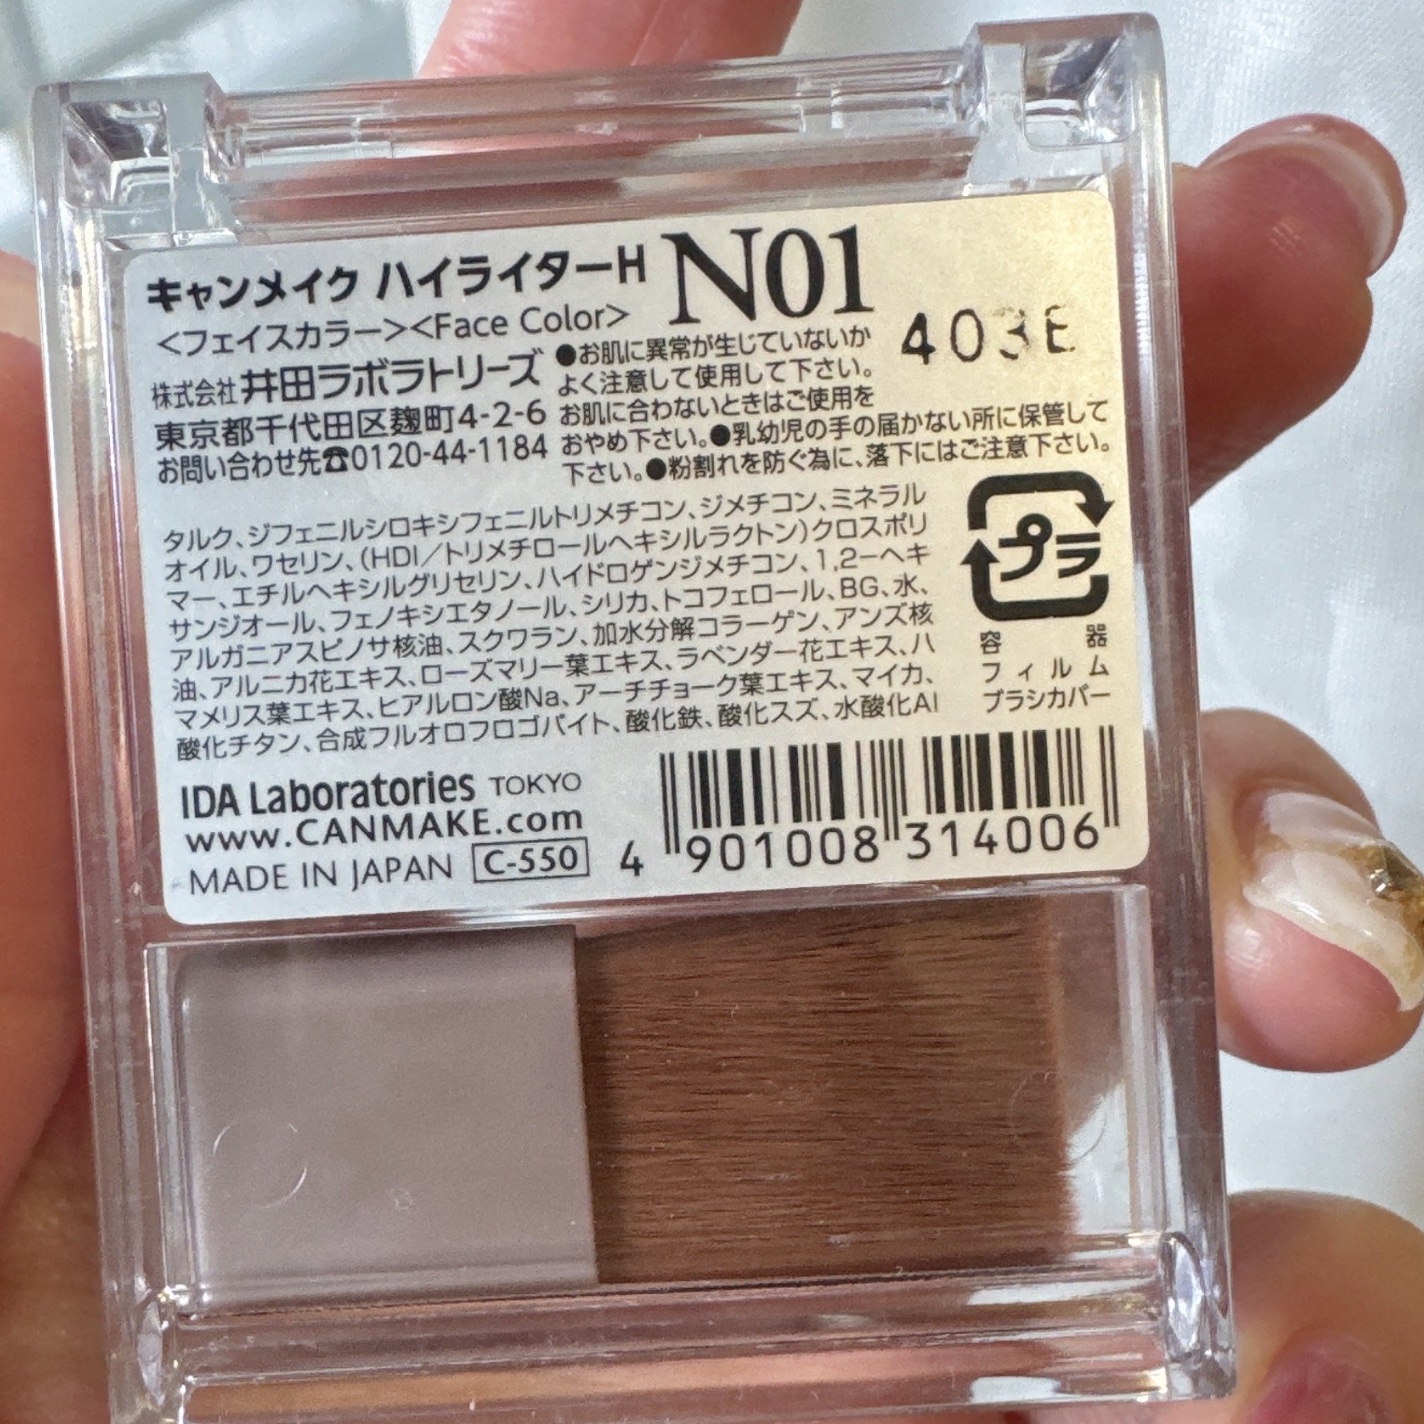 キャンメイク ハイライターH N01
<フェイスカラー><Face Color>
株式会社 井田ラボラトリーズ
東京都千代田区麹町4-2-6
お問い合わせ先☎0120-44-1184
●お肌に異常が生じていないか
よく注意して使用して下さい。
お肌に合わないときはご使用を
おやめ下さい。●乳幼児の手の届かない所に保管して
下さい。●粉割れを防ぐ為に、落下にはご注意下さい。
403E
タルク、ジフェニルシロキシフェニルトリメチコン、ジメチコン、ミネラル
オイル、ワセリン、(HDI／トリメチロールヘキシルラクトン)クロスポリ
マー、エチルヘキシルグリセリン、ハイドロゲンジメチコン、1,2-ヘキ
サンジオール、フェノキシエタノール、シリカ、トコフェロール、BG、水、
アルガニアスピノサ核油、スクワラン、加水分解コラーゲン、アンズ核
油、アルニカ花エキス、ローズマリー葉エキス、ラベンダー花エキス、ハ
マメリス葉エキス、ヒアルロン酸Na、アーチチョーク葉エキス、マイカ、
酸化チタン、合成フルオロフロゴパイト、酸化鉄、酸化スズ、水酸化Al
プラ
容器
フィルム
ブラシカバー
IDA Laboratories TOKYO
www.CANMAKE.com
MADE IN JAPAN C-550
4 901008 314006